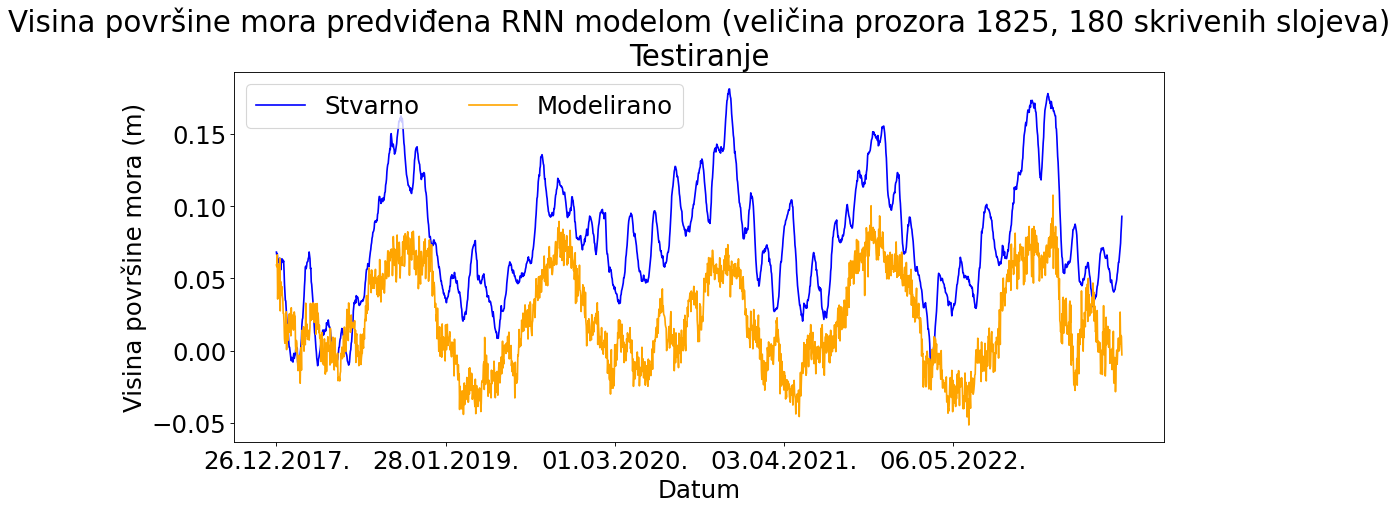 Visina površine mora predviđena RNN modelom (veličina prozora 1825, 180 skrivenih slojeva)
Testiranje
Stvarno Modelirano
Visina površine mora (m)
0.15
0.10
0.05
0.00
−0.05
26.12.2017. 28.01.2019. 01.03.2020. 03.04.2021. 06.05.2022.
Datum